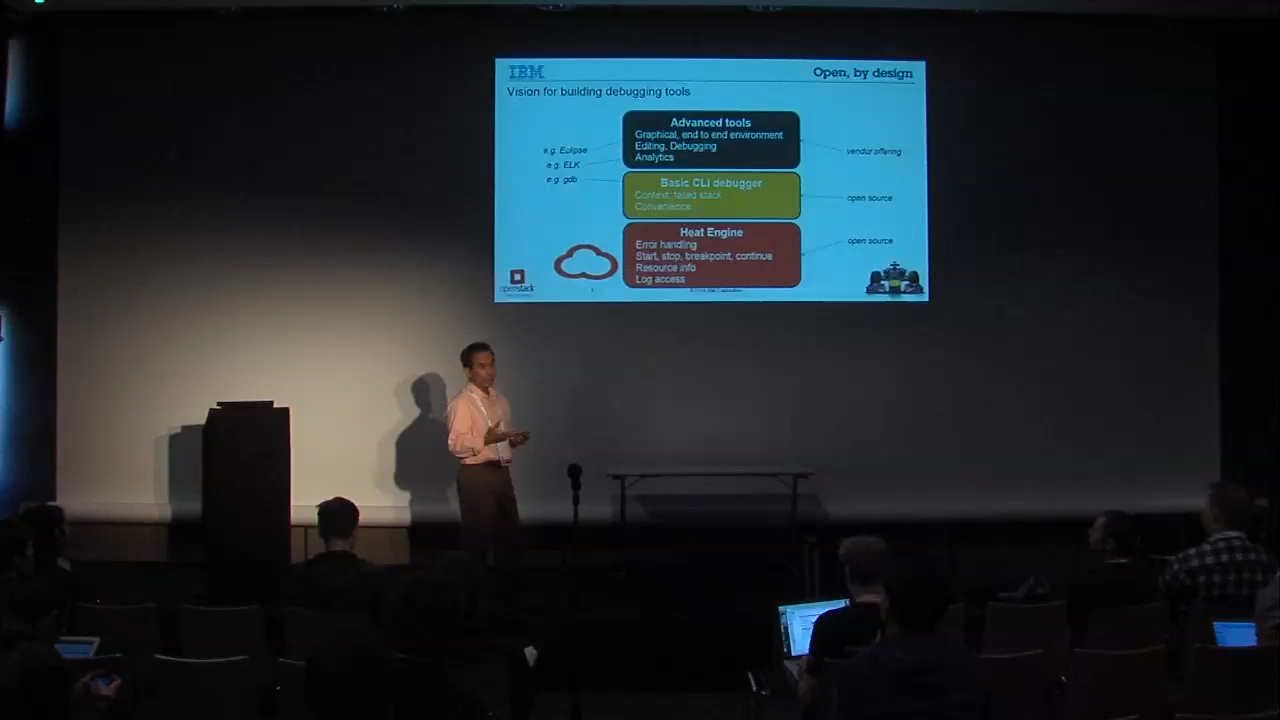 IBM
Open, by design
Vision for building debugging tools
Advanced tools
Graphical, end to end environment
Editing, Debugging
Analytics
e.g. Eclipse
e.g. ELK
e.g. gdb
vendor offering
Basic CLI debugger
Context: failed stack
Convenience
open source
Heat Engine
Error handling
Start, stop, breakpoint, continue
Resource info
Log access
open source
openstack